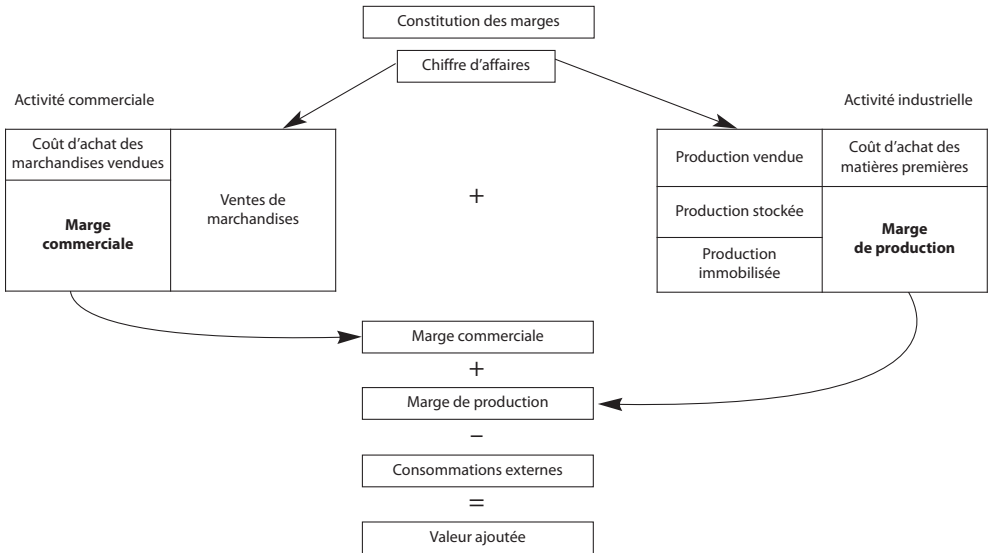 Constitution des marges
Chiffre d'affaires
Activité commerciale
Activité industrielle
Coût d'achat des
marchandises vendues
Marge
commerciale
Ventes de
marchandises
+
Production vendue
Coût d'achat des
matières premières
Production stockée
Production
immobilisée
Marge
de production
Marge commerciale
+
Marge de production
–
Consommations externes
=
Valeur ajoutée